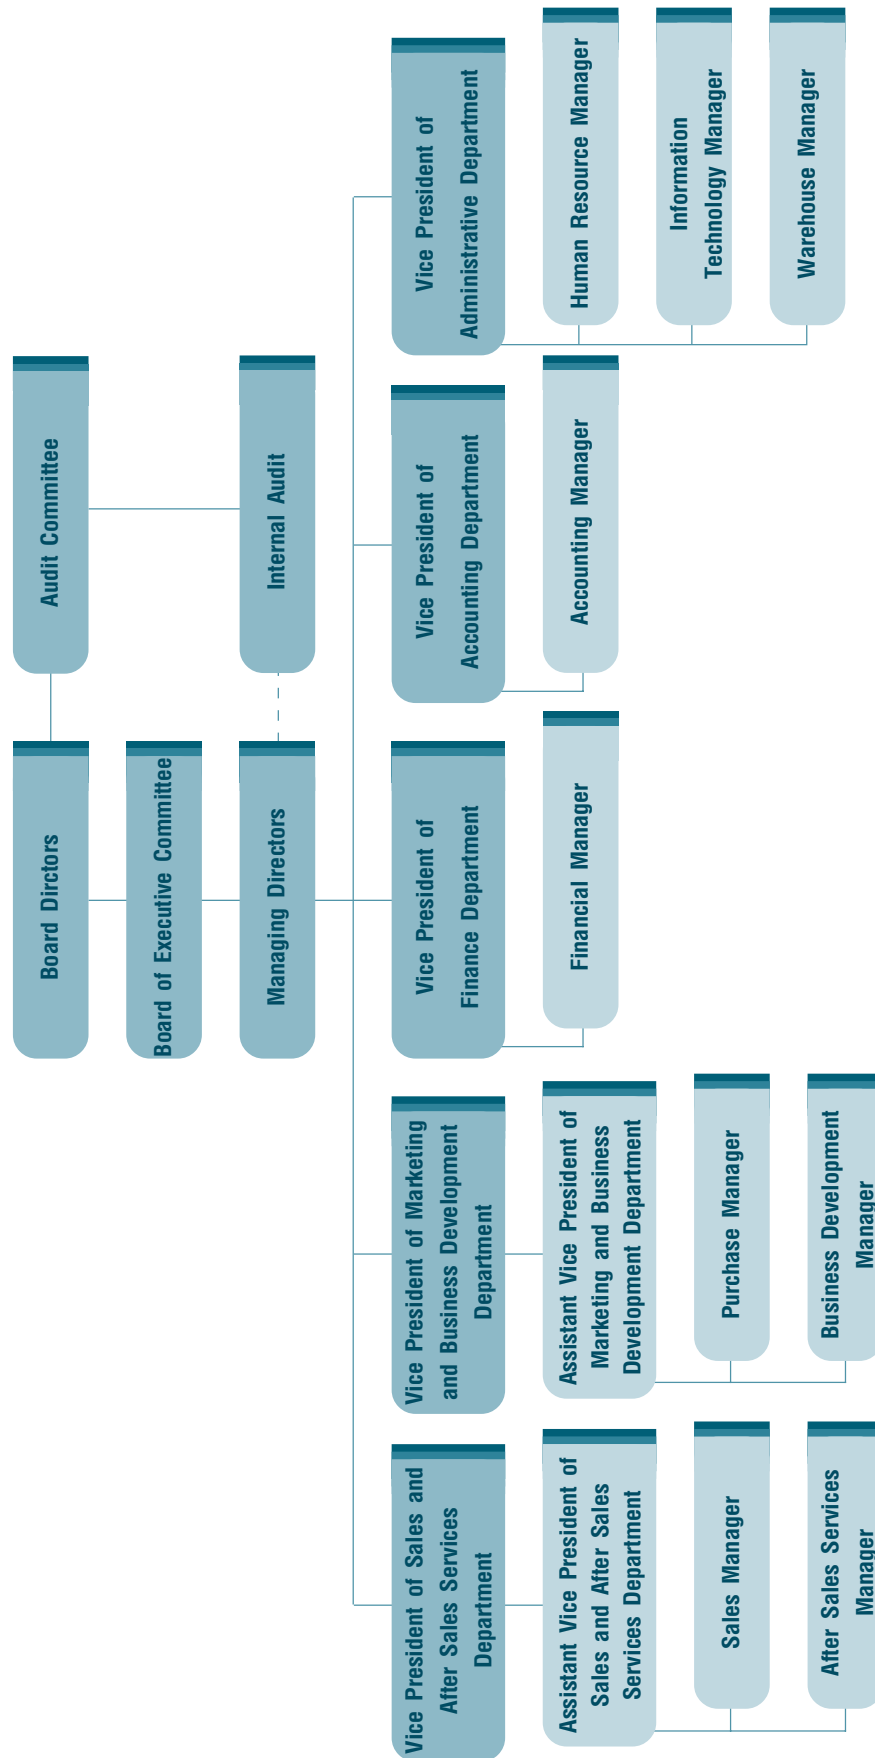 Board Dirctors
Audit Committee
Board of Executive Committee
Managing Directors
Internal Audit
Vice President of Sales and
After Sales Services
Department
Vice President of Marketing
and Business Development
Department
Vice President of
Finance Department
Vice President of
Accounting Department
Vice President of
Administrative Department
Assistant Vice President of
Sales and After Sales
Services Department
Assistant Vice President of
Marketing and Business
Development Department
Financial Manager
Accounting Manager
Human Resource Manager
Sales Manager
Purchase Manager
Information
Technology Manager
After Sales Services
Manager
Business Development
Manager
Warehouse Manager